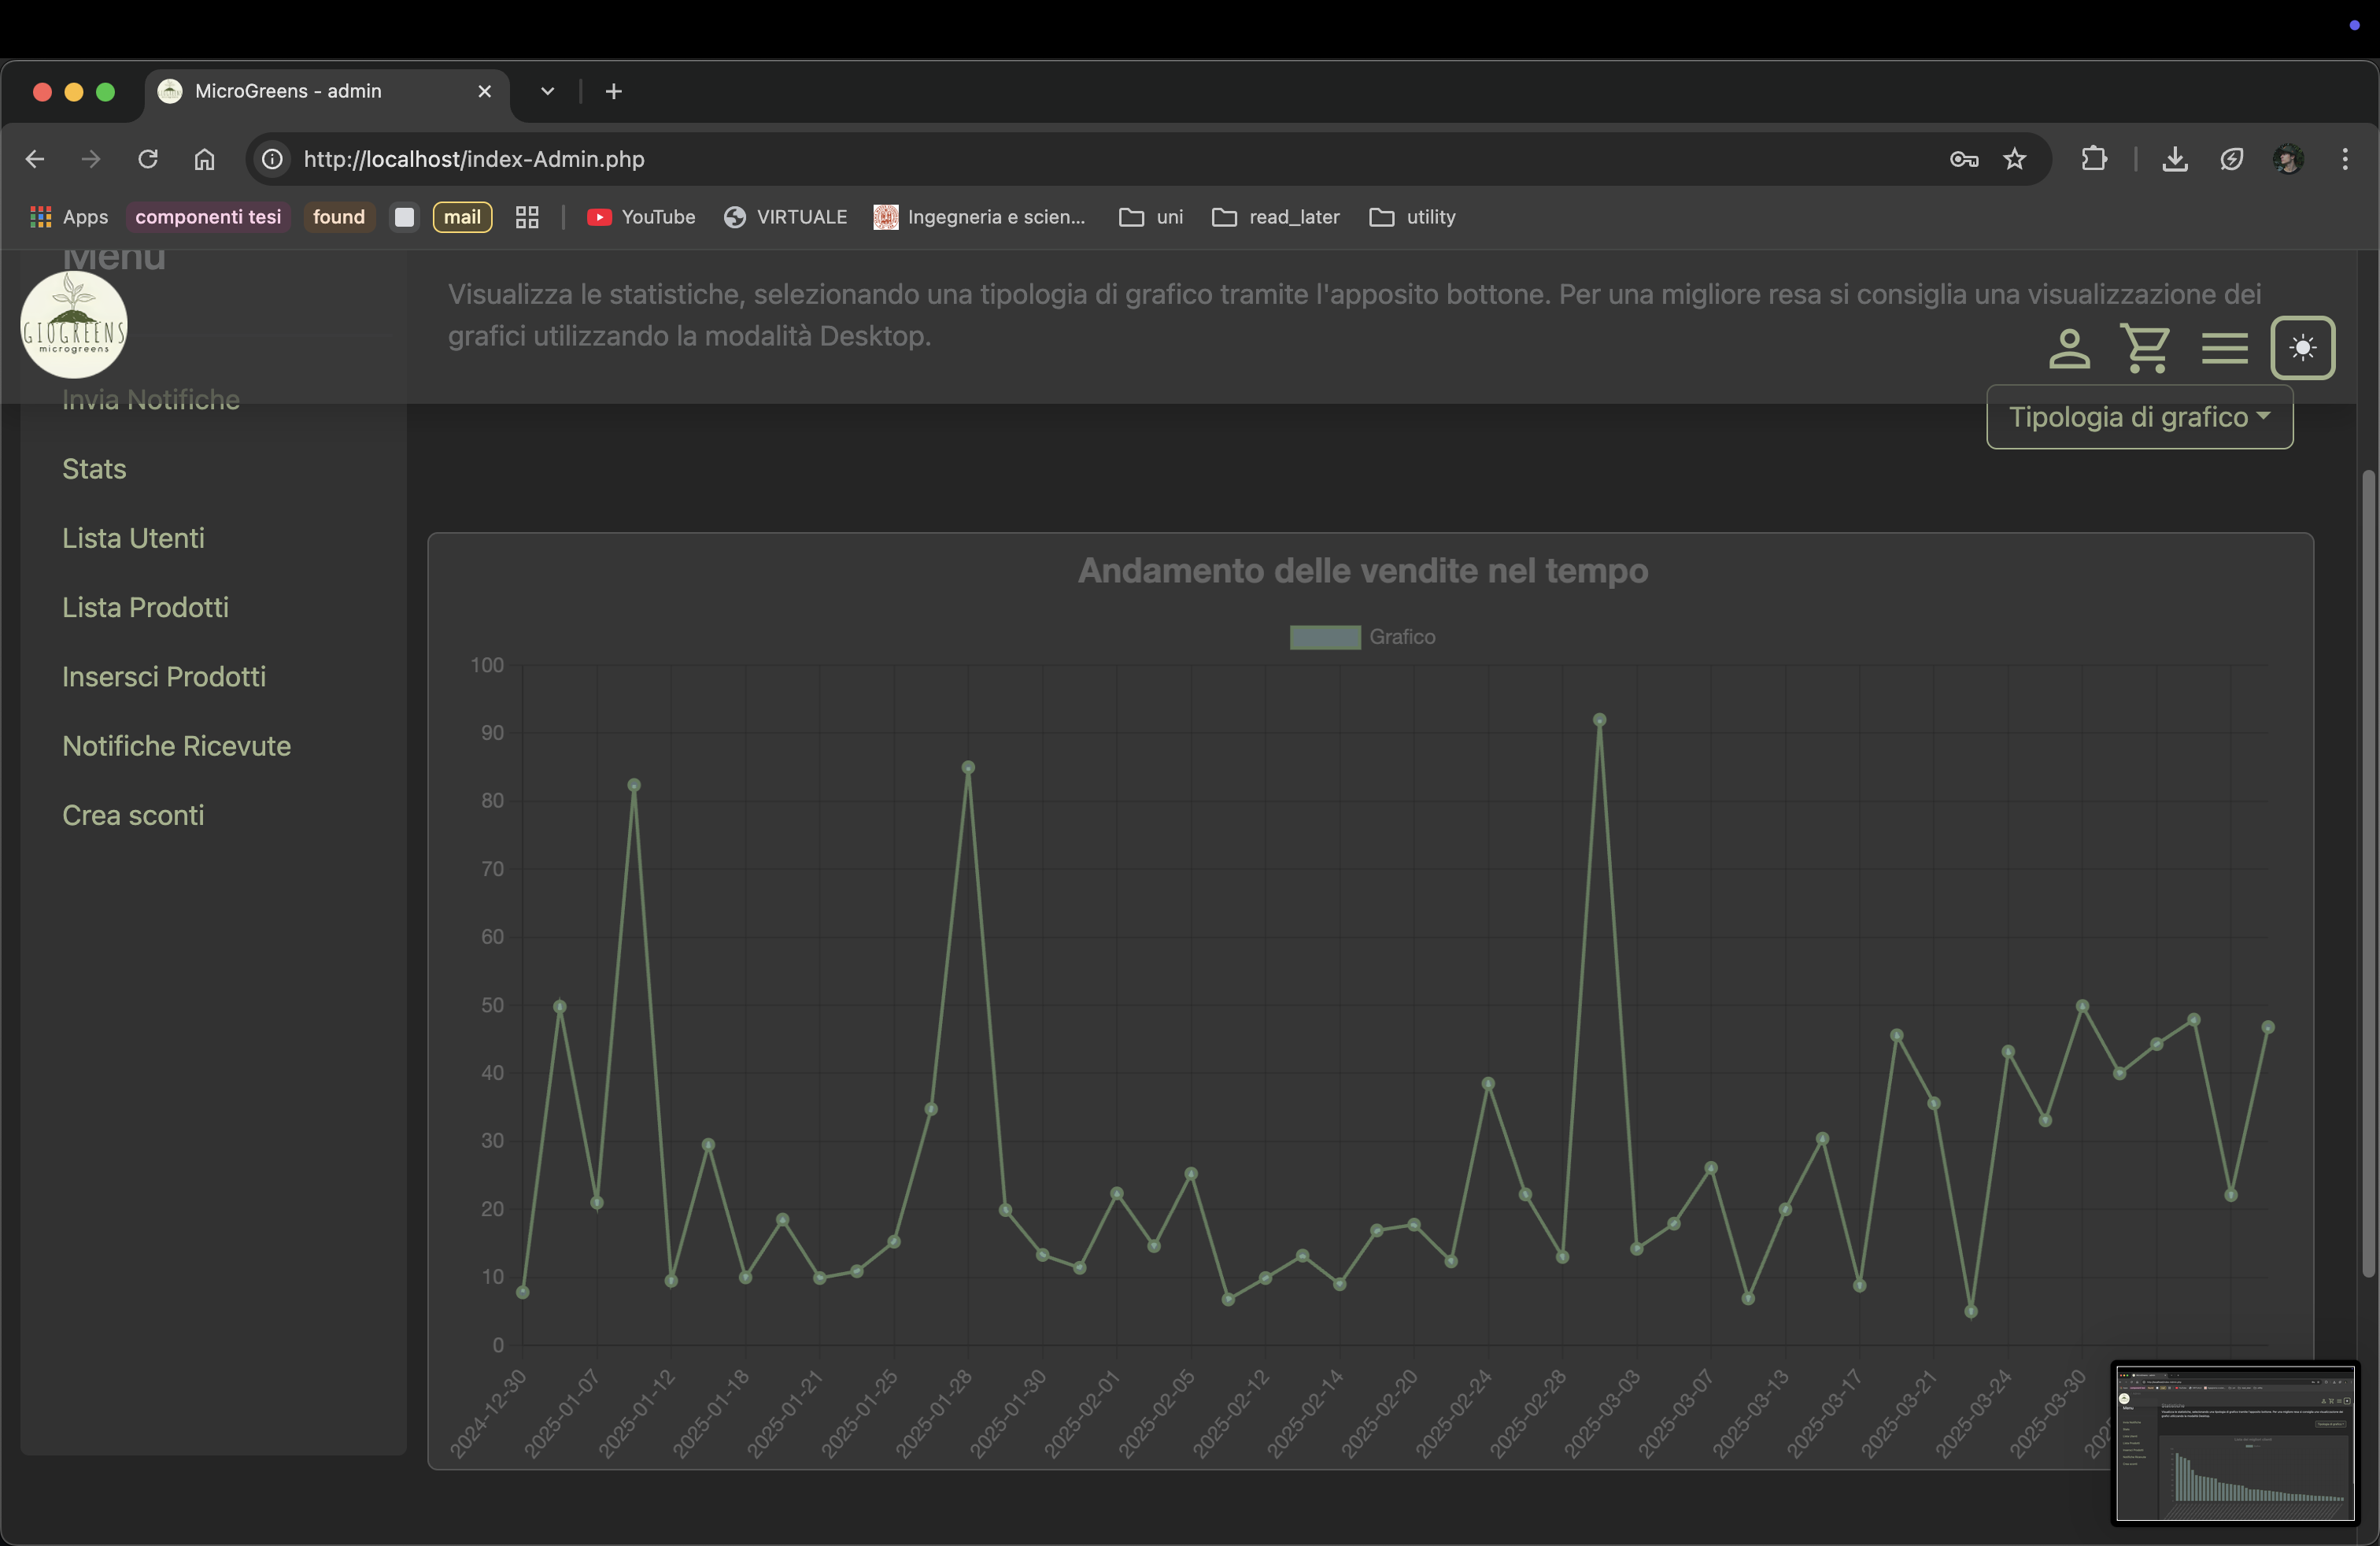 MicroGreens - admin
http://localhost/index-Admin.php
Apps componenti tesi found mail YouTube VIRTUALE Ingegneria e scien... uni read_later utility
Menu
GIOGREENS
microgreens
Visualizza le statistiche, selezionando una tipologia di grafico tramite l'apposito bottone. Per una migliore resa si consiglia una visualizzazione dei
grafici utilizzando la modalità Desktop.
Tipologia di grafico
Invia Notifiche
Stats
Lista Utenti
Lista Prodotti
Insersci Prodotti
Notifiche Ricevute
Crea sconti
Andamento delle vendite nel tempo
Grafico
100
90
80
70
60
50
40
30
20
10
0
2024-12-30
2025-01-07
2025-01-12
2025-01-18
2025-01-21
2025-01-25
2025-01-28
2025-01-30
2025-02-01
2025-02-05
2025-02-12
2025-02-14
2025-02-20
2025-02-24
2025-02-28
2025-03-03
2025-03-07
2025-03-13
2025-03-17
2025-03-21
2025-03-24
2025-03-30